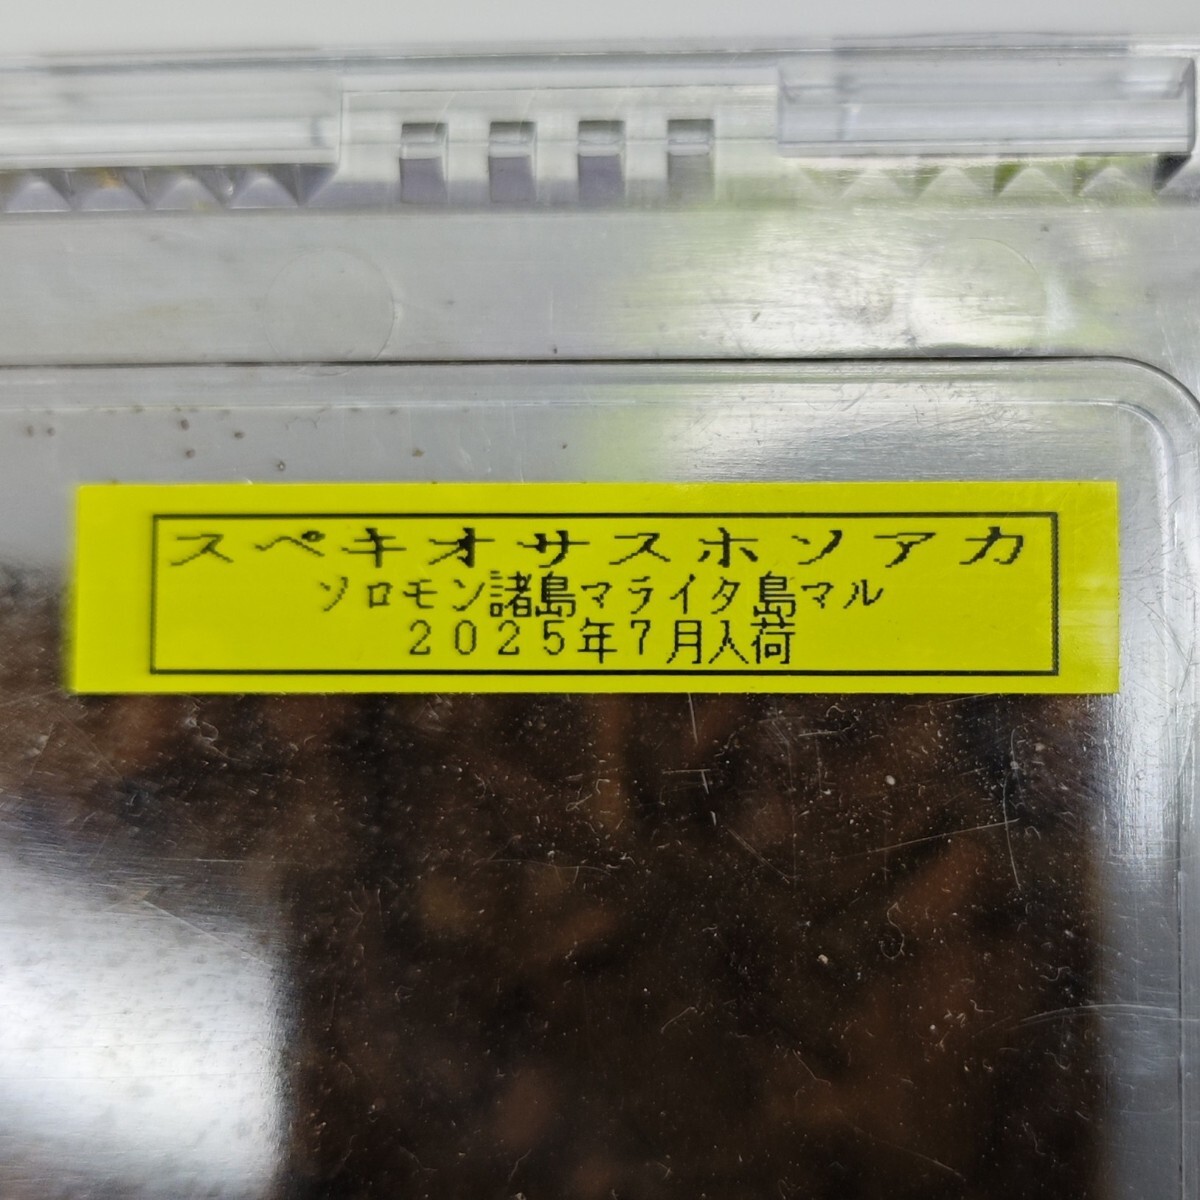 スペキオサスホソアカ
ソロモン諸島マライタ島マル
２０２５年７月入荷